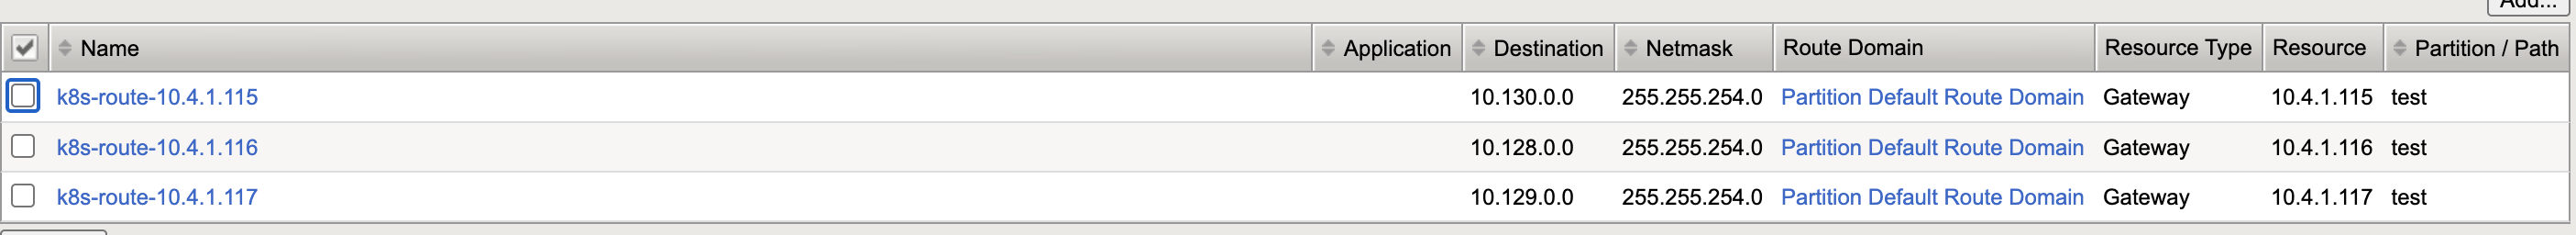 Add...
Name Application Destination Netmask Route Domain Resource Type Resource Partition / Path
k8s-route-10.4.1.115 10.130.0.0 255.255.254.0 Partition Default Route Domain Gateway 10.4.1.115 test
k8s-route-10.4.1.116 10.128.0.0 255.255.254.0 Partition Default Route Domain Gateway 10.4.1.116 test
k8s-route-10.4.1.117 10.129.0.0 255.255.254.0 Partition Default Route Domain Gateway 10.4.1.117 test